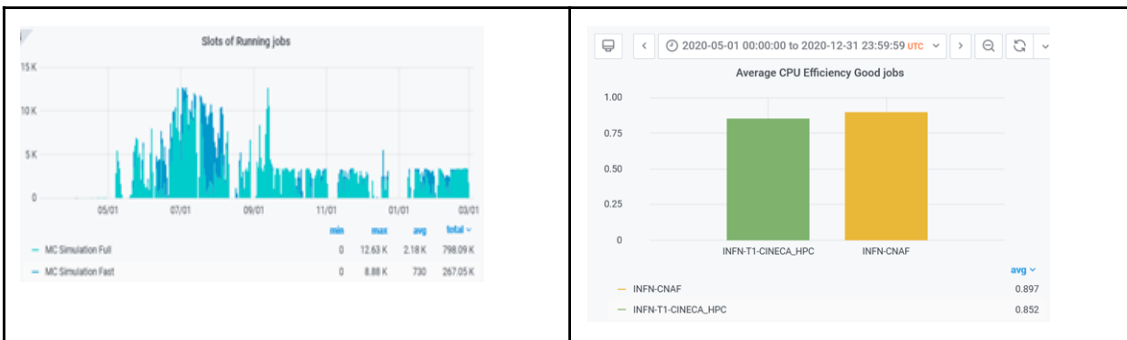 Slots of Running jobs
15 K
10 K
5 K
0
05/01 07/01 09/01 11/01 01/01 03/01
min max avg total
MC Simulation Full 0 12.63 K 2.18 K 798.09 K
MC Simulation Fast 0 8.88 K 730 267.05 K
2020-05-01 00:00:00 to 2020-12-31 23:59:59 UTC
Average CPU Efficiency Good jobs
1.00
0.75
0.50
0.25
0
INFN-T1-CINECA_HPC INFN-CNAF
avg
INFN-CNAF 0.897
INFN-T1-CINECA_HPC 0.852